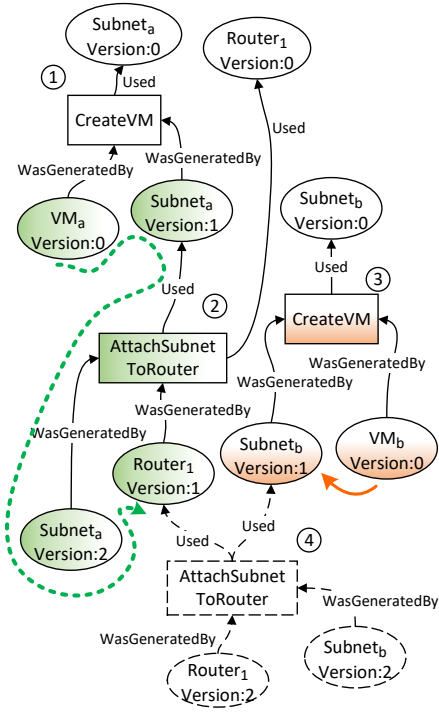 Subnet_a
Version:0
Router_1
Version:0
1
Used
CreateVM
Used
WasGeneratedBy
WasGeneratedBy
VM_a
Version:0
Subnet_a
Version:1
Subnet_b
Version:0
Used
3
Used
2
CreateVM
AttachSubnet
ToRouter
WasGeneratedBy
WasGeneratedBy
WasGeneratedBy
WasGeneratedBy
Router_1
Version:1
Subnet_b
Version:1
VM_b
Version:0
Subnet_a
Version:2
Used
Used
4
AttachSubnet
ToRouter
WasGeneratedBy
WasGeneratedBy
Subnet_b
Version:2
Router_1
Version:2